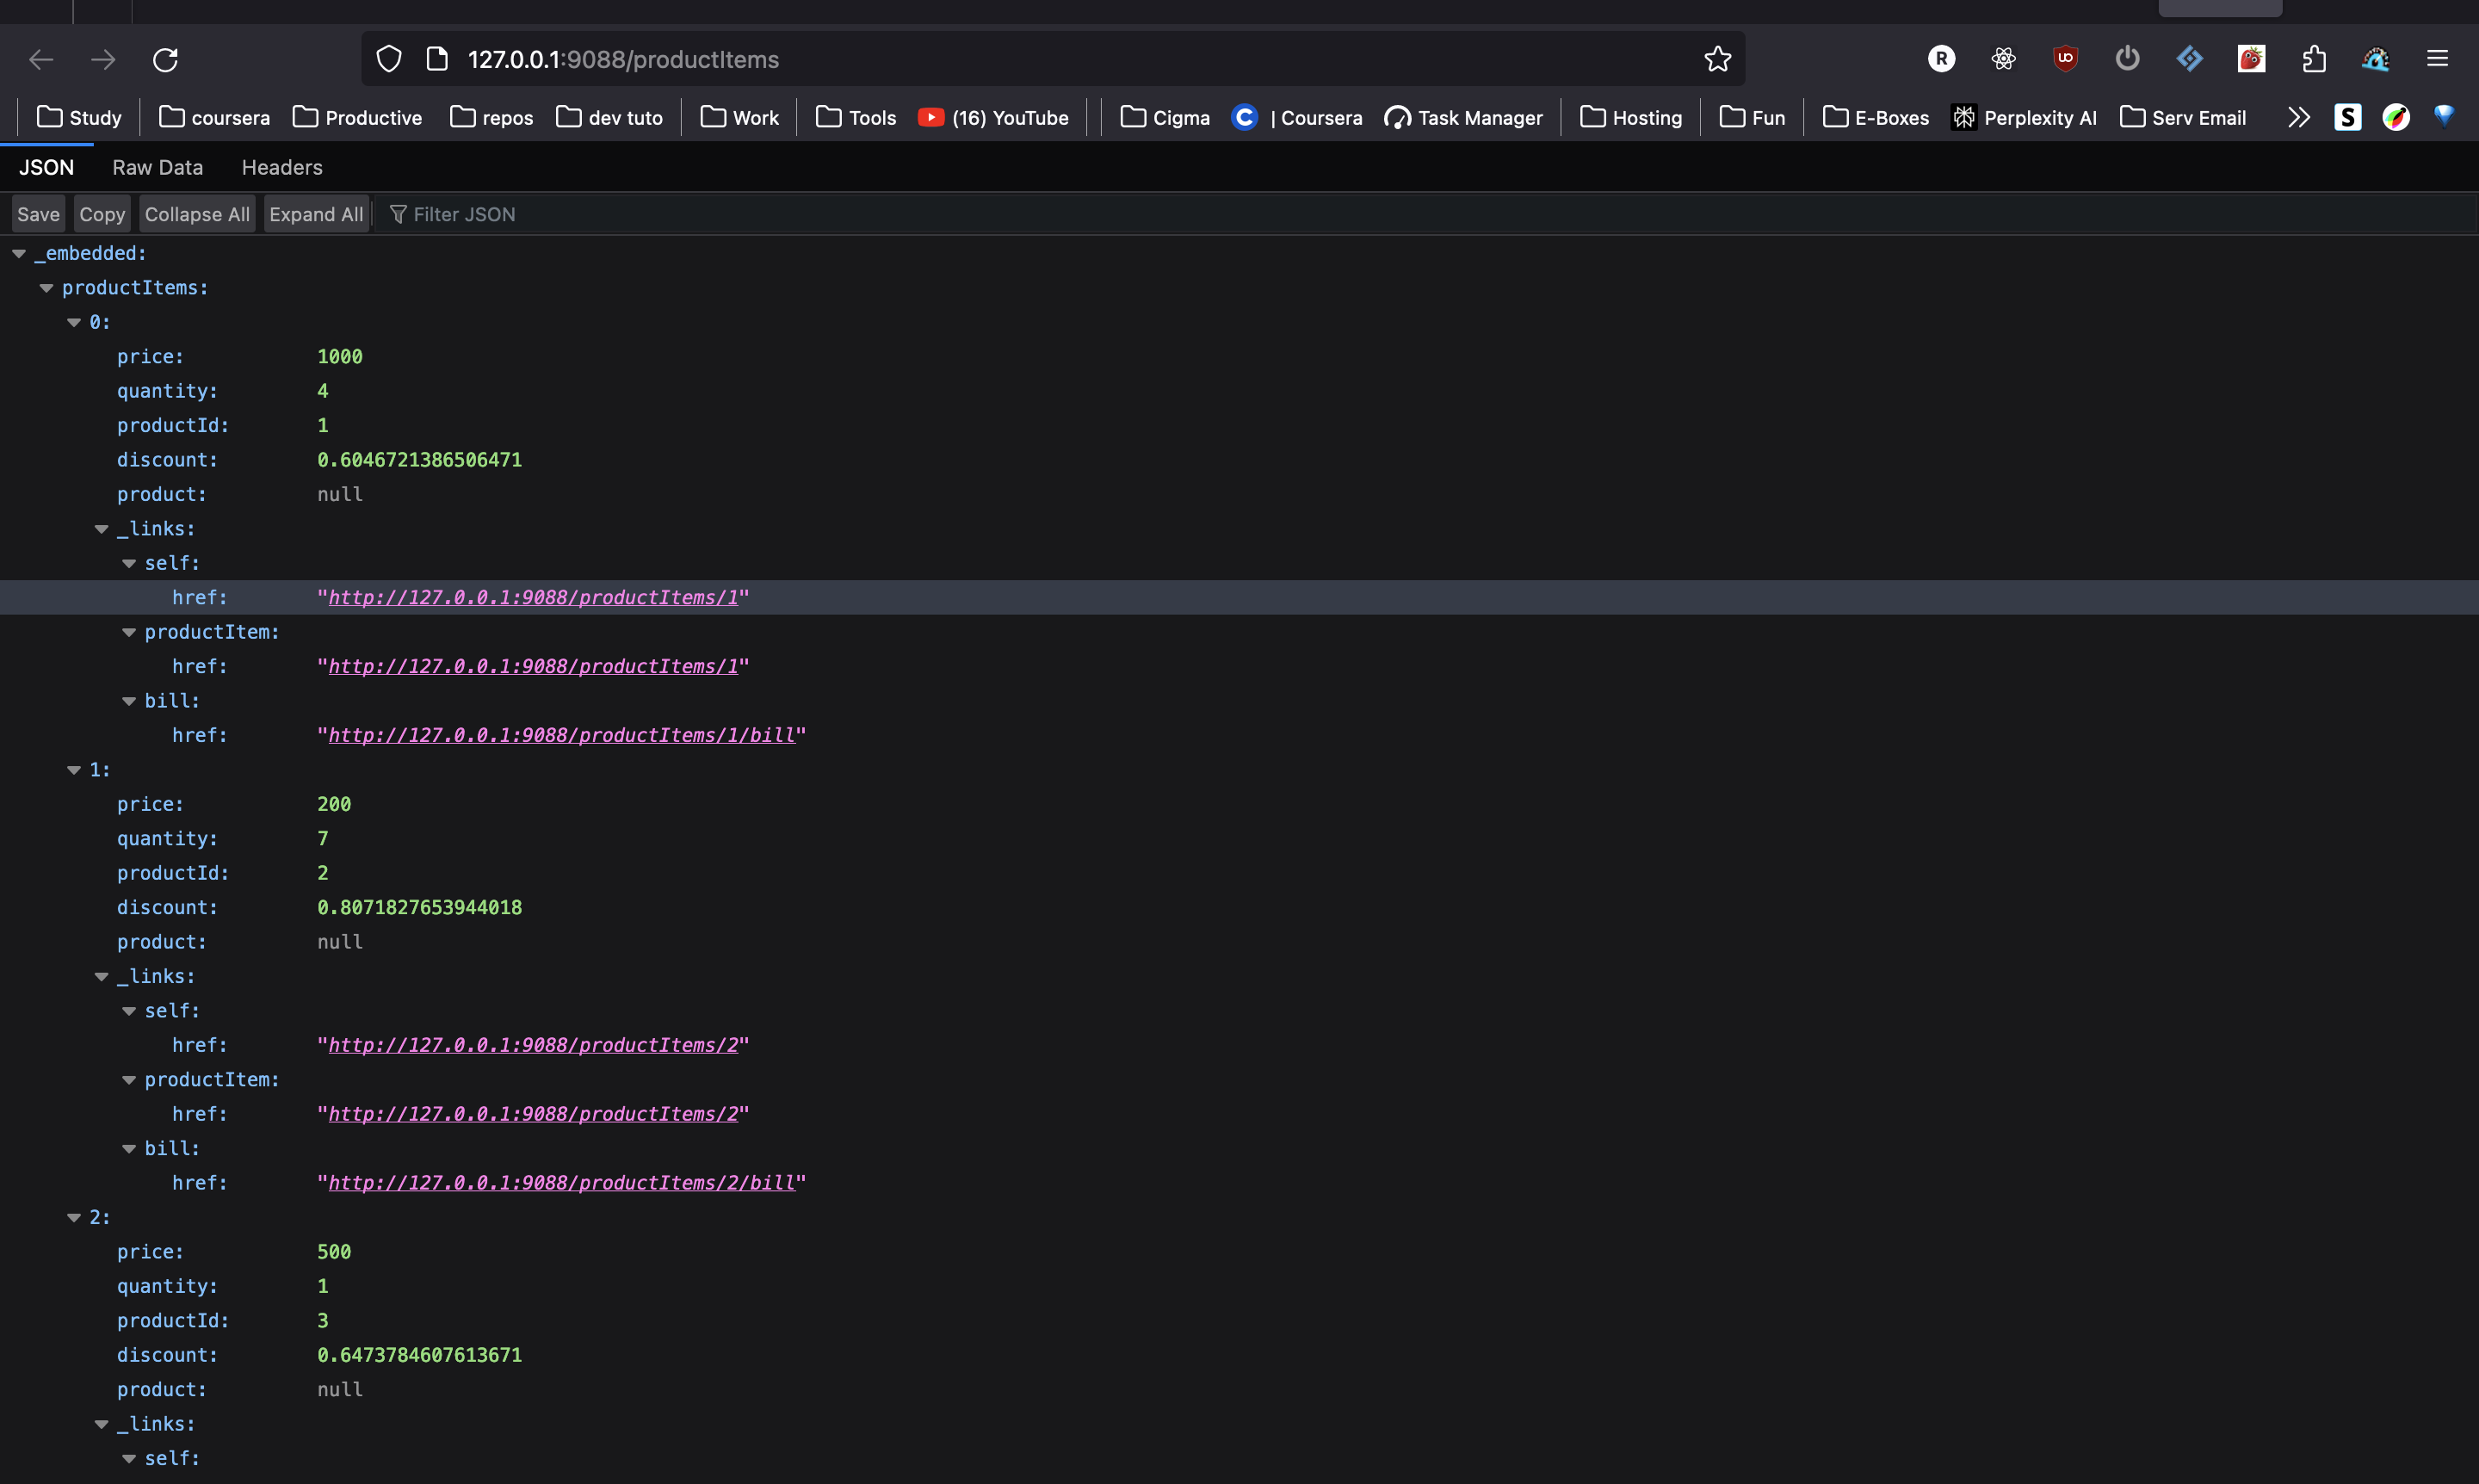 127.0.0.1:9088/productItems
R
Study coursera Productive repos dev tuto Work Tools (16) YouTube Cigma C | Coursera Task Manager Hosting Fun E-Boxes Perplexity AI Serv Email S
JSON Raw Data Headers
Save Copy Collapse All Expand All Filter JSON
_embedded:
productItems:
0:
price: 1000
quantity: 4
productId: 1
discount: 0.6046721386506471
product: null
_links:
self:
href: "http://127.0.0.1:9088/productItems/1"
productItem:
href: "http://127.0.0.1:9088/productItems/1"
bill:
href: "http://127.0.0.1:9088/productItems/1/bill"
1:
price: 200
quantity: 7
productId: 2
discount: 0.8071827653944018
product: null
_links:
self:
href: "http://127.0.0.1:9088/productItems/2"
productItem:
href: "http://127.0.0.1:9088/productItems/2"
bill:
href: "http://127.0.0.1:9088/productItems/2/bill"
2:
price: 500
quantity: 1
productId: 3
discount: 0.6473784607613671
product: null
_links:
self: